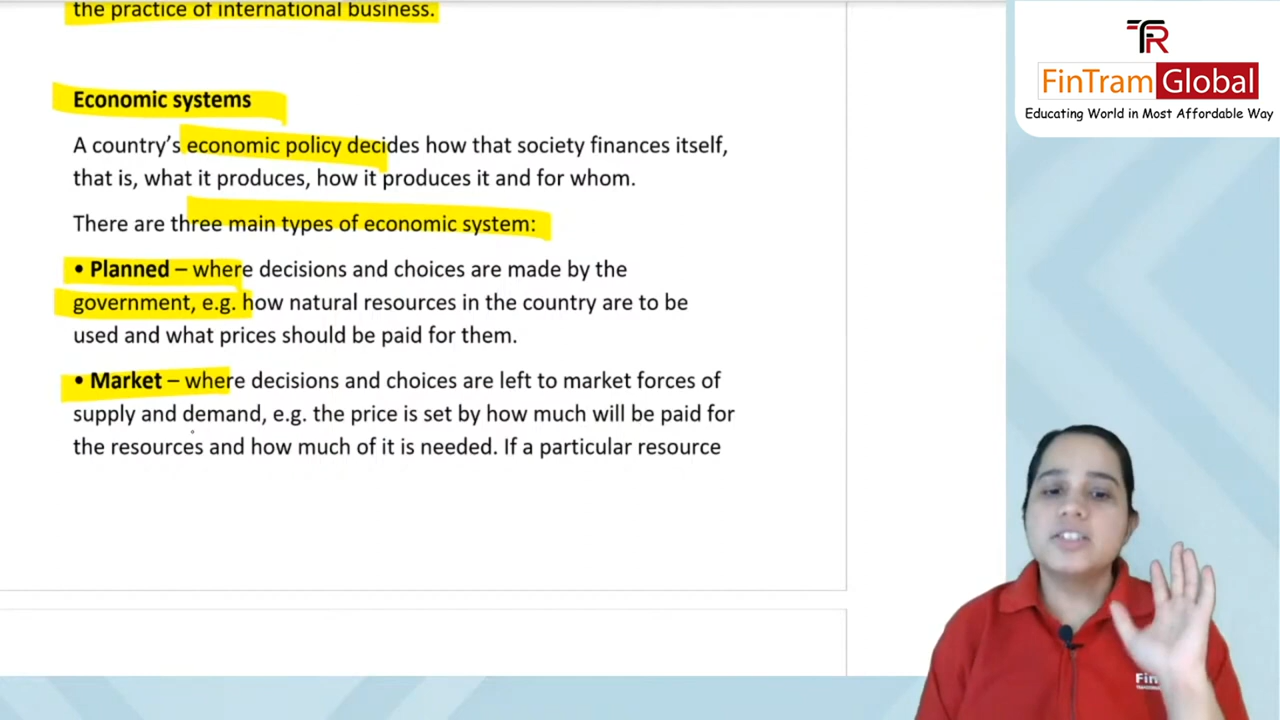 the practice of international business.
Economic systems
A country's economic policy decides how that society finances itself,
that is, what it produces, how it produces it and for whom.
There are three main types of economic system:
• Planned – where decisions and choices are made by the
government, e.g. how natural resources in the country are to be
used and what prices should be paid for them.
• Market – where decisions and choices are left to market forces of
supply and demand, e.g. the price is set by how much will be paid for
the resources and how much of it is needed. If a particular resource
FR
FinTram Global
Educating World in Most Affordable Way
Fin